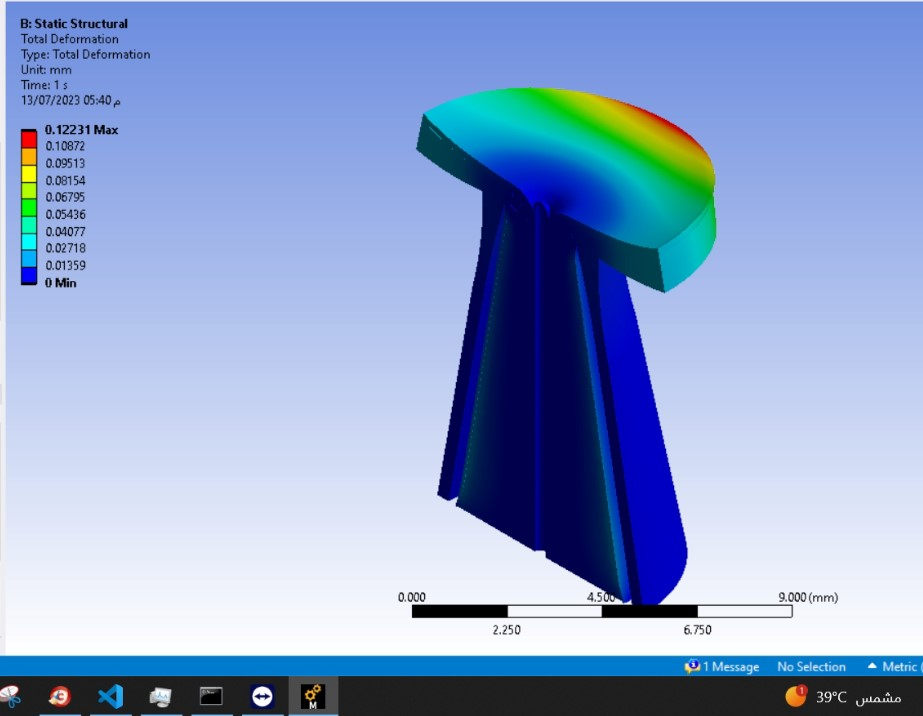 B: Static Structural
Total Deformation
Type: Total Deformation
Unit: mm
Time: 1 s
13/07/2023 05:40 م
0.12231 Max
0.10872
0.09513
0.08154
0.06795
0.05436
0.04077
0.02718
0.01359
0 Min
0.000
4.500
9.000 (mm)
2.250
6.750
1 Message
No Selection
Metric (
M
1
39°C مشمس